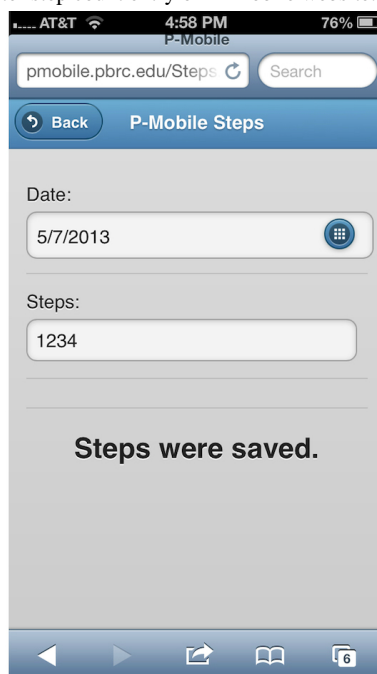 AT&T 4:58 PM 76%
P-Mobile
pmobile.pbrc.edu/Steps Search
Back P-Mobile Steps
Date:
5/7/2013
Steps:
1234
Steps were saved.
6